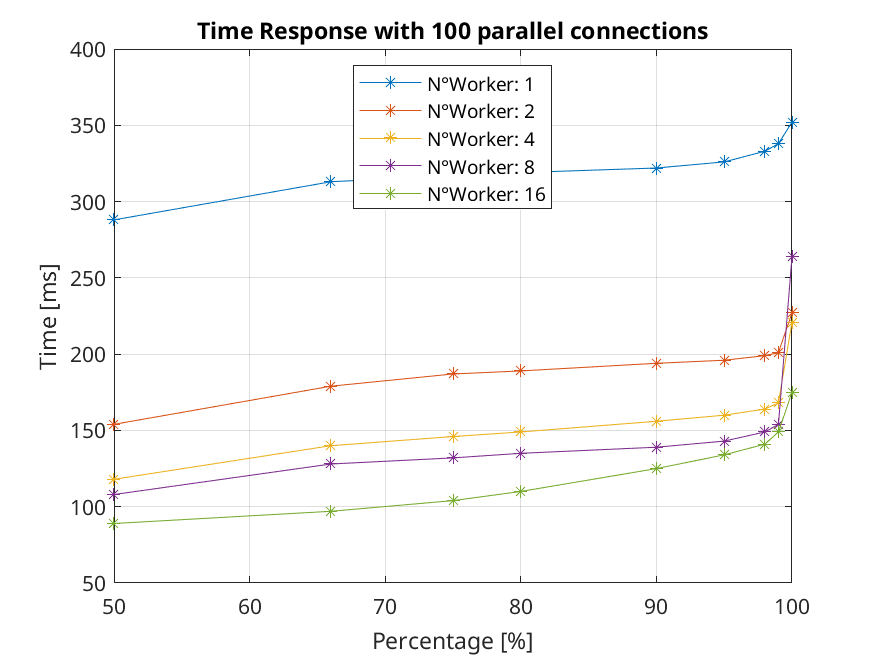 Time Response with 100 parallel connections
400
350
300
250
200
150
100
50
Time [ms]
N°Worker: 1
N°Worker: 2
N°Worker: 4
N°Worker: 8
N°Worker: 16
50 60 70 80 90 100
Percentage [%]